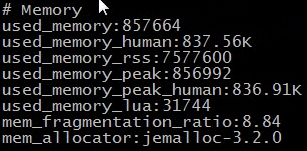 # Memory
used_memory:857664
used_memory_human:837.56K
used_memory_rss:7577600
used_memory_peak:856992
used_memory_peak_human:836.91K
used_memory_lua:31744
mem_fragmentation_ratio:8.84
mem_allocator:jemalloc-3.2.0